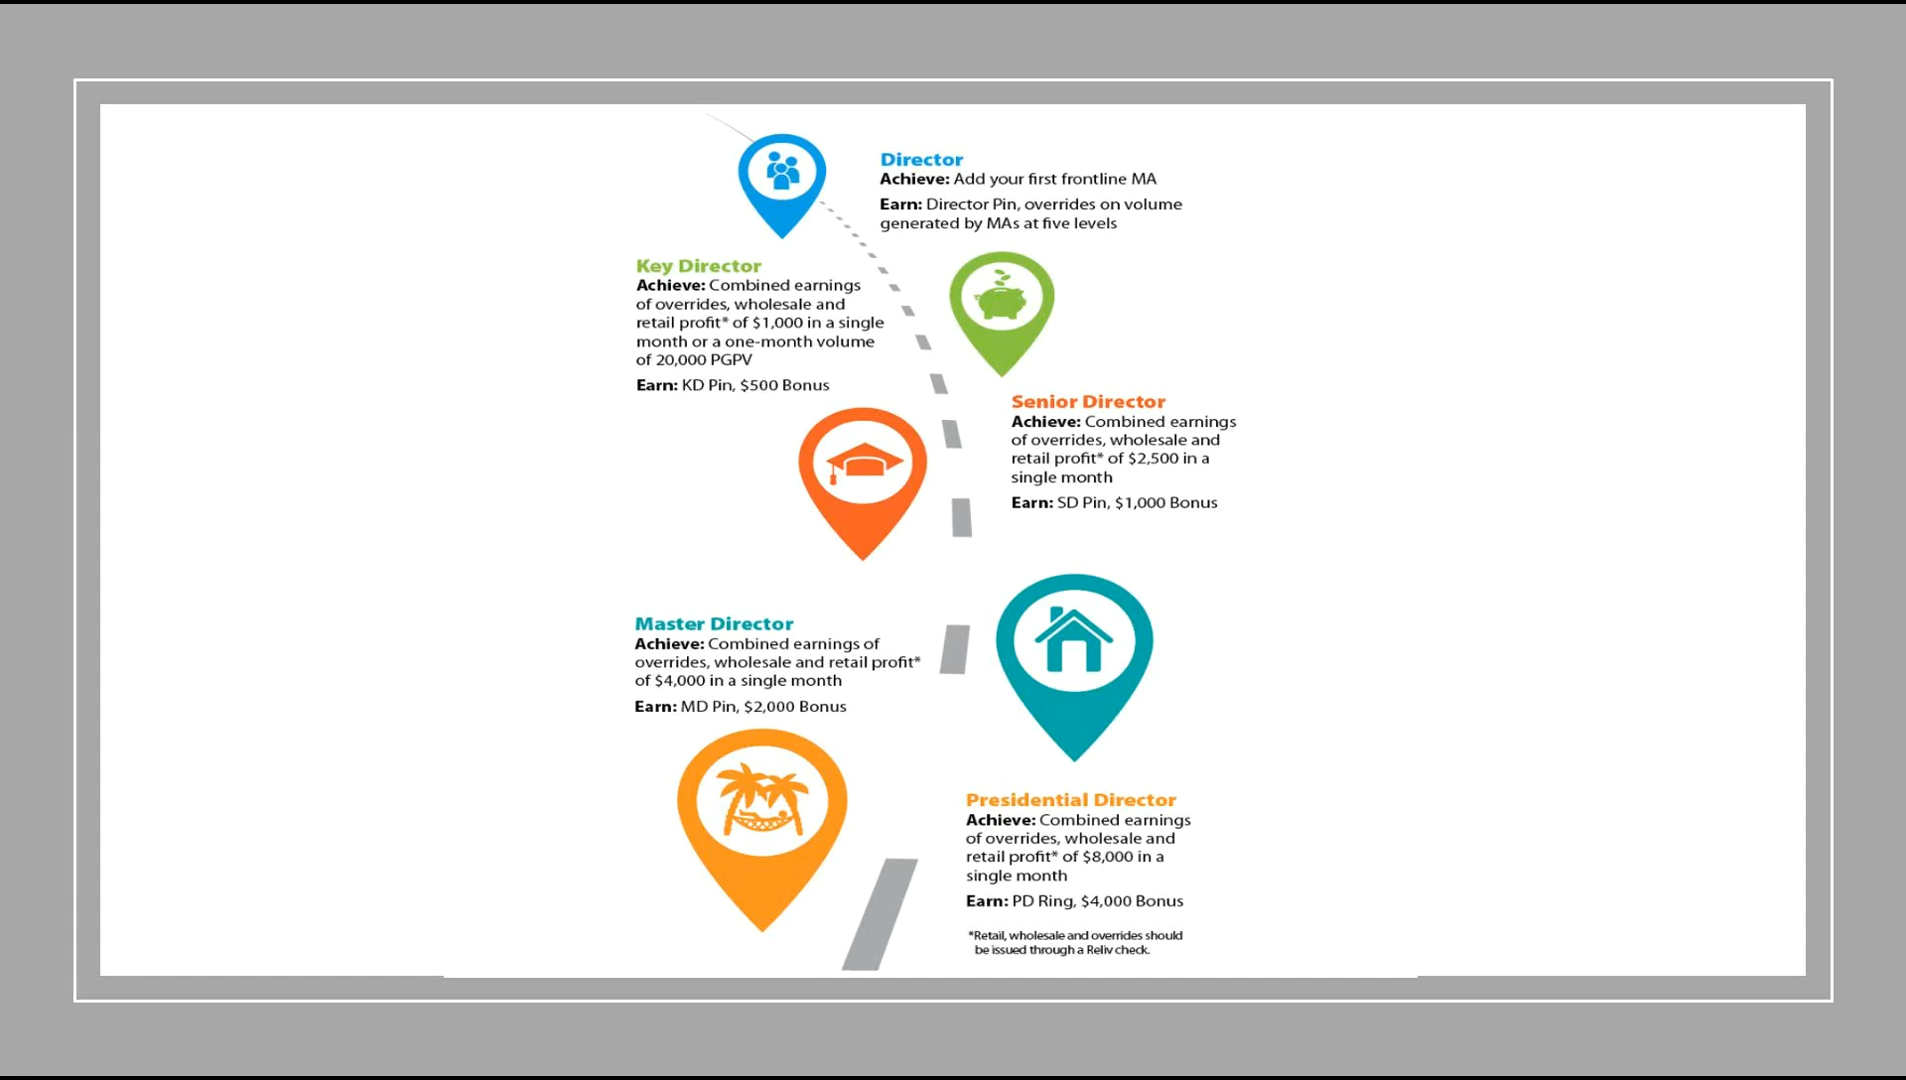 Director
Achieve: Add your first frontline MA
Earn: Director Pin, overrides on volume
generated by MAs at five levels
Key Director
Achieve: Combined earnings
of overrides, wholesale and
retail profit* of $1,000 in a single
month or a one-month volume
of 20,000 PGPV
Earn: KD Pin, $500 Bonus
Senior Director
Achieve: Combined earnings
of overrides, wholesale and
retail profit* of $2,500 in a
single month
Earn: SD Pin, $1,000 Bonus
Master Director
Achieve: Combined earnings of
overrides, wholesale and retail profit*
of $4,000 in a single month
Earn: MD Pin, $2,000 Bonus
Presidential Director
Achieve: Combined earnings
of overrides, wholesale and
retail profit* of $8,000 in a
single month
Earn: PD Ring, $4,000 Bonus
*Retail, wholesale and overrides should
be issued through a Reliv check.